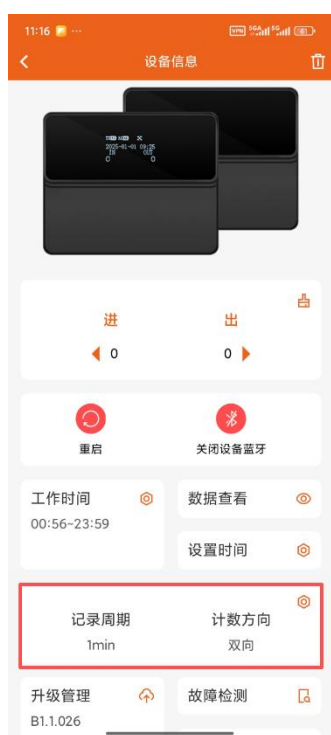 11:16
设备信息
2025-01-01 09:25
IN OUT
0 0
进 出
0 0
重启 关闭设备蓝牙
工作时间 数据查看
00:56~23:59
设置时间
记录周期 计数方向
1min 双向
升级管理 故障检测
B1.1.026